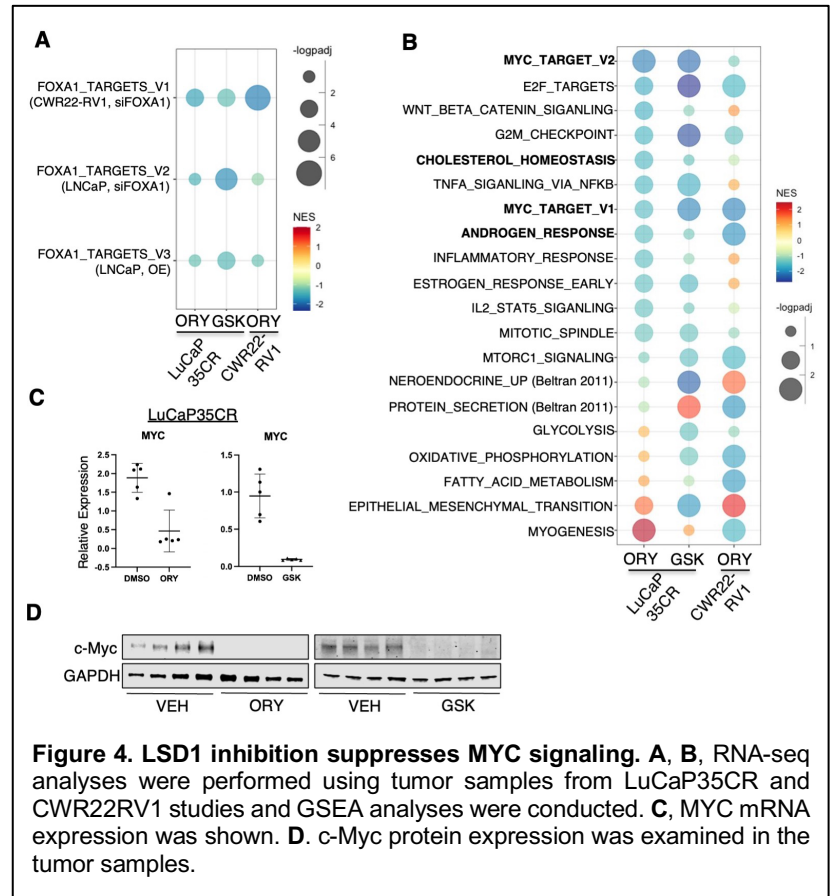 A
-logpadj
FOXA1_TARGETS_V1
(CWR22-RV1, siFOXA1)
2
4
6
FOXA1_TARGETS_V2
(LNCaP, siFOXA1)
NES
2
1
0
-1
-2
FOXA1_TARGETS_V3
(LNCaP, OE)
ORY GSK ORY
LuCaP
35CR
CWR22-
RV1
B
MYC_TARGET_V2
E2F_TARGETS
WNT_BETA_CATENIN_SIGANLING
G2M_CHECKPOINT
CHOLESTEROL_HOMEOSTASIS
TNFA_SIGANLING_VIA_NFKB
MYC_TARGET_V1
ANDROGEN_RESPONSE
INFLAMMATORY_RESPONSE
ESTROGEN_RESPONSE_EARLY
IL2_STAT5_SIGANLING
MITOTIC_SPINDLE
MTORC1_SIGNALING
NEROENDOCRINE_UP (Beltran 2011)
PROTEIN_SECRETION (Beltran 2011)
GLYCOLYSIS
OXIDATIVE_PHOSPHORYLATION
FATTY_ACID_METABOLISM
EPITHELIAL_MESENCHYMAL_TRANSITION
MYOGENESIS
NES
2
1
0
-1
-2
-logpadj
1
2
ORY GSK ORY
LuCaP
35CR
CWR22-
RV1
C
LuCaP35CR
MYC
Relative Expression
2.5
2.0
1.5
1.0
0.5
0.0
-0.5
DMSO ORY
MYC
1.5
1.0
0.5
0.0
DMSO GSK
D
c-Myc
GAPDH
VEH ORY VEH GSK
Figure 4. LSD1 inhibition suppresses MYC signaling. A, B, RNA-seq
analyses were performed using tumor samples from LuCaP35CR and
CWR22RV1 studies and GSEA analyses were conducted. C, MYC mRNA
expression was shown. D. c-Myc protein expression was examined in the
tumor samples.